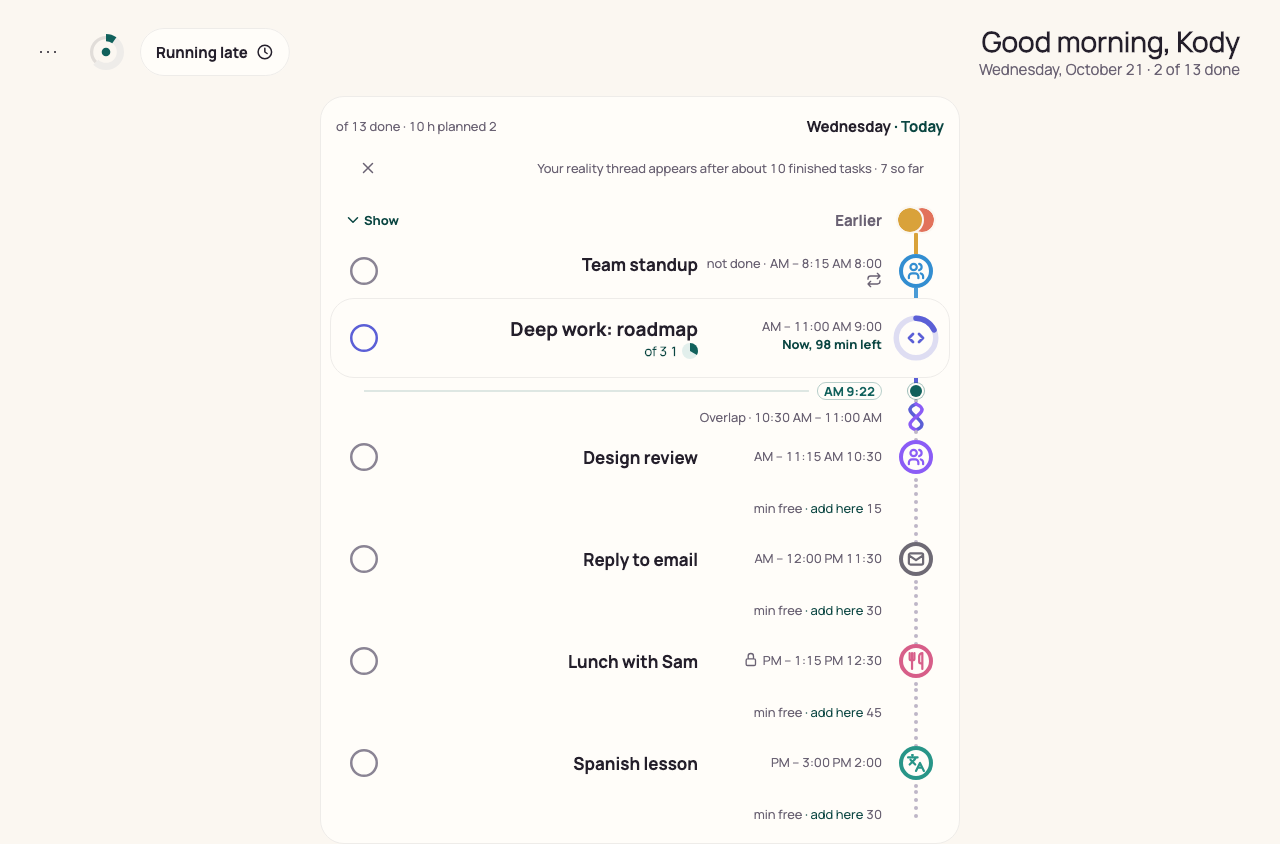 Running late
Good morning, Kody
Wednesday, October 21 · 2 of 13 done
of 13 done · 10 h planned 2
Wednesday · Today
Your reality thread appears after about 10 finished tasks · 7 so far
Show
Earlier
Team standup
not done · AM – 8:15 AM 8:00
Deep work: roadmap
of 3 1
AM – 11:00 AM 9:00
Now, 98 min left
AM 9:22
Overlap · 10:30 AM – 11:00 AM
Design review
AM – 11:15 AM 10:30
min free · add here 15
Reply to email
AM – 12:00 PM 11:30
min free · add here 30
Lunch with Sam
PM – 1:15 PM 12:30
min free · add here 45
Spanish lesson
PM – 3:00 PM 2:00
min free · add here 30